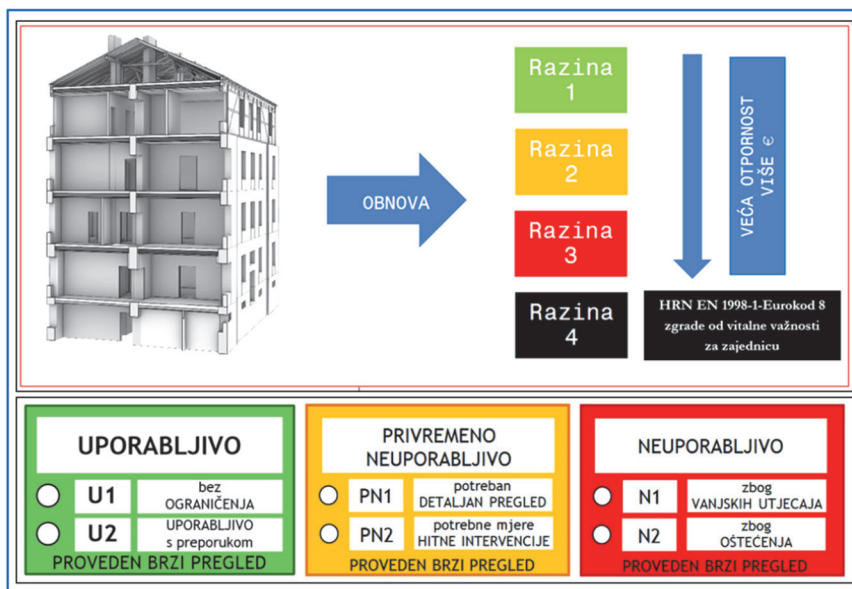 OBNOVA
Razina
1
Razina
2
Razina
3
Razina
4
VEĆA OTPORNOST
VIŠE €
HRN EN 1998-1-Eurokod 8
zgrade od vitalne važnosti
za zajednicu
UPORABLJIVO
U1
bez
OGRANIČENJA
U2
UPORABLJIVO
s preporukom
PROVEDEN BRZI PREGLED
PRIVREMENO
NEUPORABLJIVO
PN1
potreban
DETALJAN PREGLED
PN2
potrebne mjere
HITNE INTERVENCIJE
PROVEDEN BRZI PREGLED
NEUPORABLJIVO
N1
zbog
VANJSKIH UTJECAJA
N2
zbog
OŠTEĆENJA
PROVEDEN BRZI PREGLED